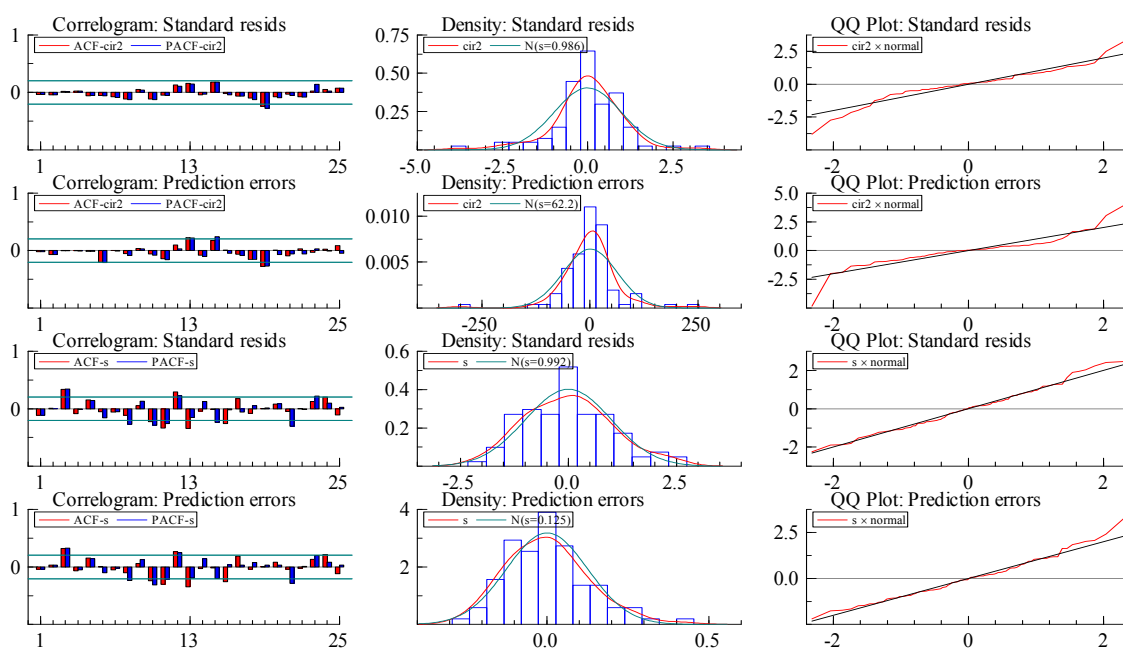 Correlogram: Standard resids
ACF-cir2 PACF-cir2
1
0
1 13 25
Density: Standard resids
cir2 N(s=0.986)
0.75
0.50
0.25
-5.0 -2.5 0.0 2.5
QQ Plot: Standard resids
cir2 × normal
2.5
0.0
-2.5
-2 0 2
Correlogram: Prediction errors
ACF-cir2 PACF-cir2
1
0
1 13 25
Density: Prediction errors
cir2 N(s=62.2)
0.010
0.005
-250 0 250
QQ Plot: Prediction errors
cir2 × normal
5.0
2.5
0.0
-2.5
-2 0 2
Correlogram: Standard resids
ACF-s PACF-s
1
0
1 13 25
Density: Standard resids
s N(s=0.992)
0.6
0.4
0.2
-2.5 0.0 2.5
QQ Plot: Standard resids
s × normal
2
0
-2
-2 0 2
Correlogram: Prediction errors
ACF-s PACF-s
1
0
1 13 25
Density: Prediction errors
s N(s=0.125)
4
2
0.0 0.5
QQ Plot: Prediction errors
s × normal
2.5
0.0
-2 0 2